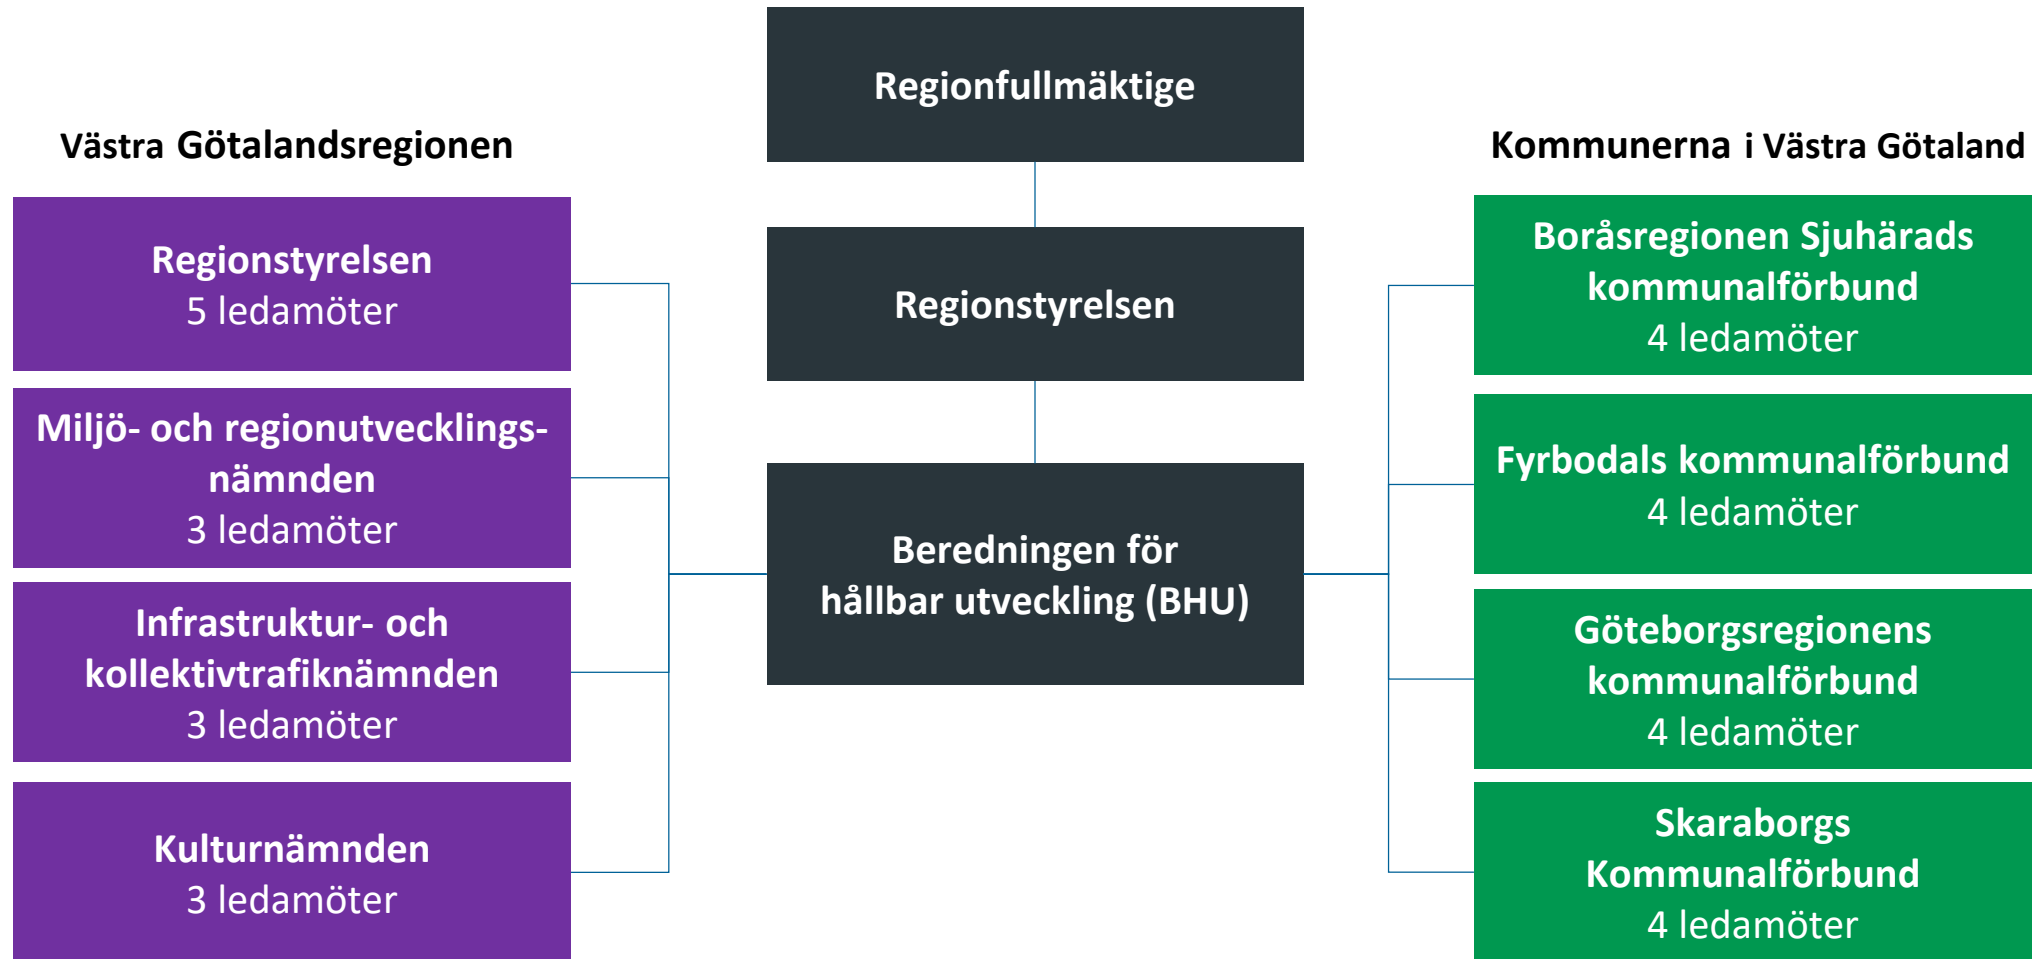 Regionfullmäktige
Regionstyrelsen
Beredningen för
hållbar utveckling (BHU)
Västra Götalandsregionen
Regionstyrelsen
5 ledamöter
Miljö- och regionutvecklings-
nämnden
3 ledamöter
Infrastruktur- och
kollektivtrafiknämnden
3 ledamöter
Kulturnämnden
3 ledamöter
Kommunerna i Västra Götaland
Boråsregionen Sjuhärads
kommunalförbund
4 ledamöter
Fyrbodals kommunalförbund
4 ledamöter
Göteborgsregionens
kommunalförbund
4 ledamöter
Skaraborgs
Kommunalförbund
4 ledamöter